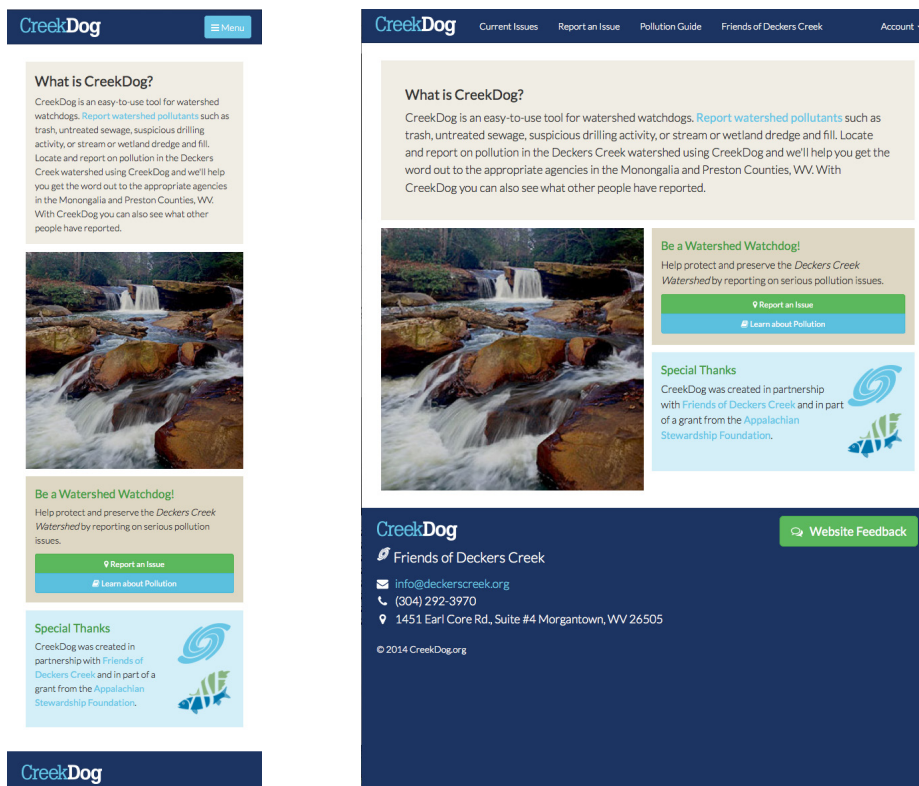 CreekDog
Menu
What is CreekDog?
CreekDog is an easy-to-use tool for watershed
watchdogs. Report watershed pollutants such as
trash, untreated sewage, suspicious drilling
activity, or stream or wetland dredge and fill.
Locate and report on pollution in the Deckers
Creek watershed using CreekDog and we'll help
you get the word out to the appropriate agencies
in the Monongalia and Preston Counties, WV.
With CreekDog you can also see what other
people have reported.
Be a Watershed Watchdog!
Help protect and preserve the Deckers Creek
Watershed by reporting on serious pollution
issues.
Report an Issue
Learn about Pollution
Special Thanks
CreekDog was created in
partnership with Friends of
Deckers Creek and in part of a
grant from the Appalachian
Stewardship Foundation.
CreekDog
CreekDog
Current Issues
Report an Issue
Pollution Guide
Friends of Deckers Creek
Account
What is CreekDog?
CreekDog is an easy-to-use tool for watershed watchdogs. Report watershed pollutants such as
trash, untreated sewage, suspicious drilling activity, or stream or wetland dredge and fill. Locate
and report on pollution in the Deckers Creek watershed using CreekDog and we'll help you get the
word out to the appropriate agencies in the Monongalia and Preston Counties, WV. With
CreekDog you can also see what other people have reported.
Be a Watershed Watchdog!
Help protect and preserve the Deckers Creek
Watershed by reporting on serious pollution issues.
Report an Issue
Learn about Pollution
Special Thanks
CreekDog was created in partnership
with Friends of Deckers Creek and in part
of a grant from the Appalachian
Stewardship Foundation.
CreekDog
Friends of Deckers Creek
info@deckerscreek.org
(304) 292-3970
1451 Earl Core Rd., Suite #4 Morgantown, WV 26505
© 2014 CreekDog.org
Website Feedback